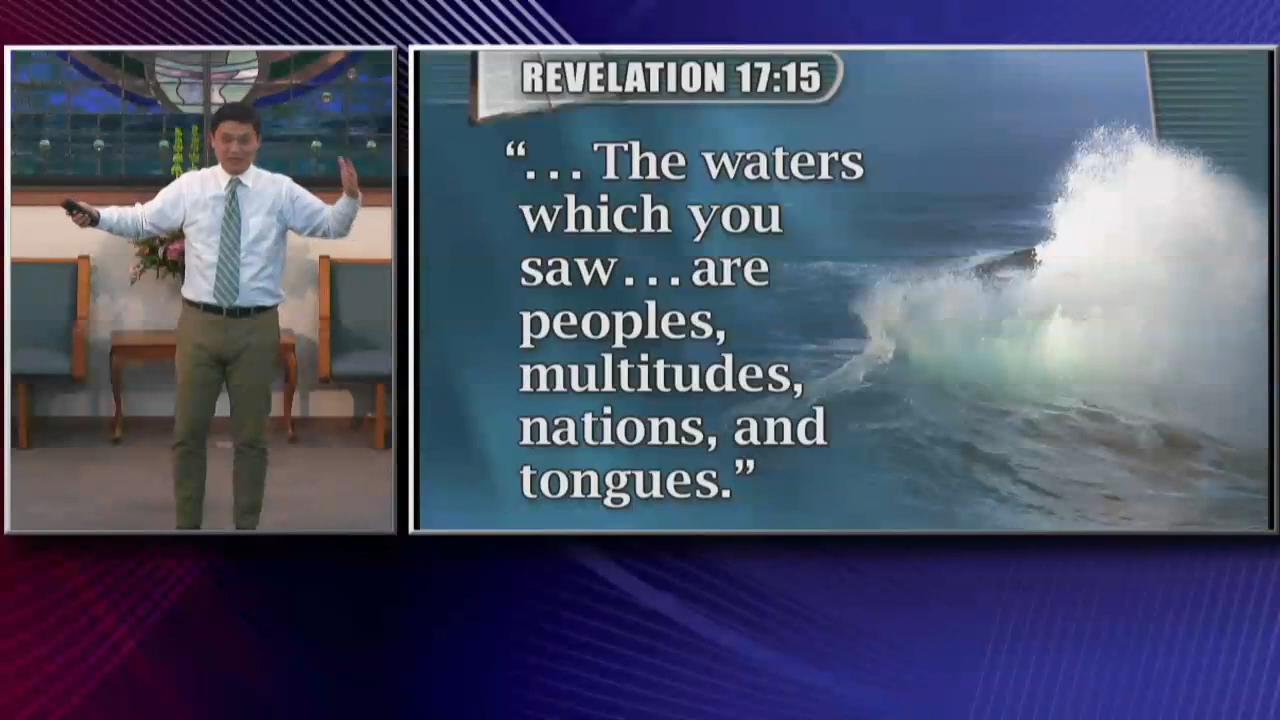 REVELATION 17:15
“...The waters
which you
saw...are
peoples,
multitudes,
nations, and
tongues.”